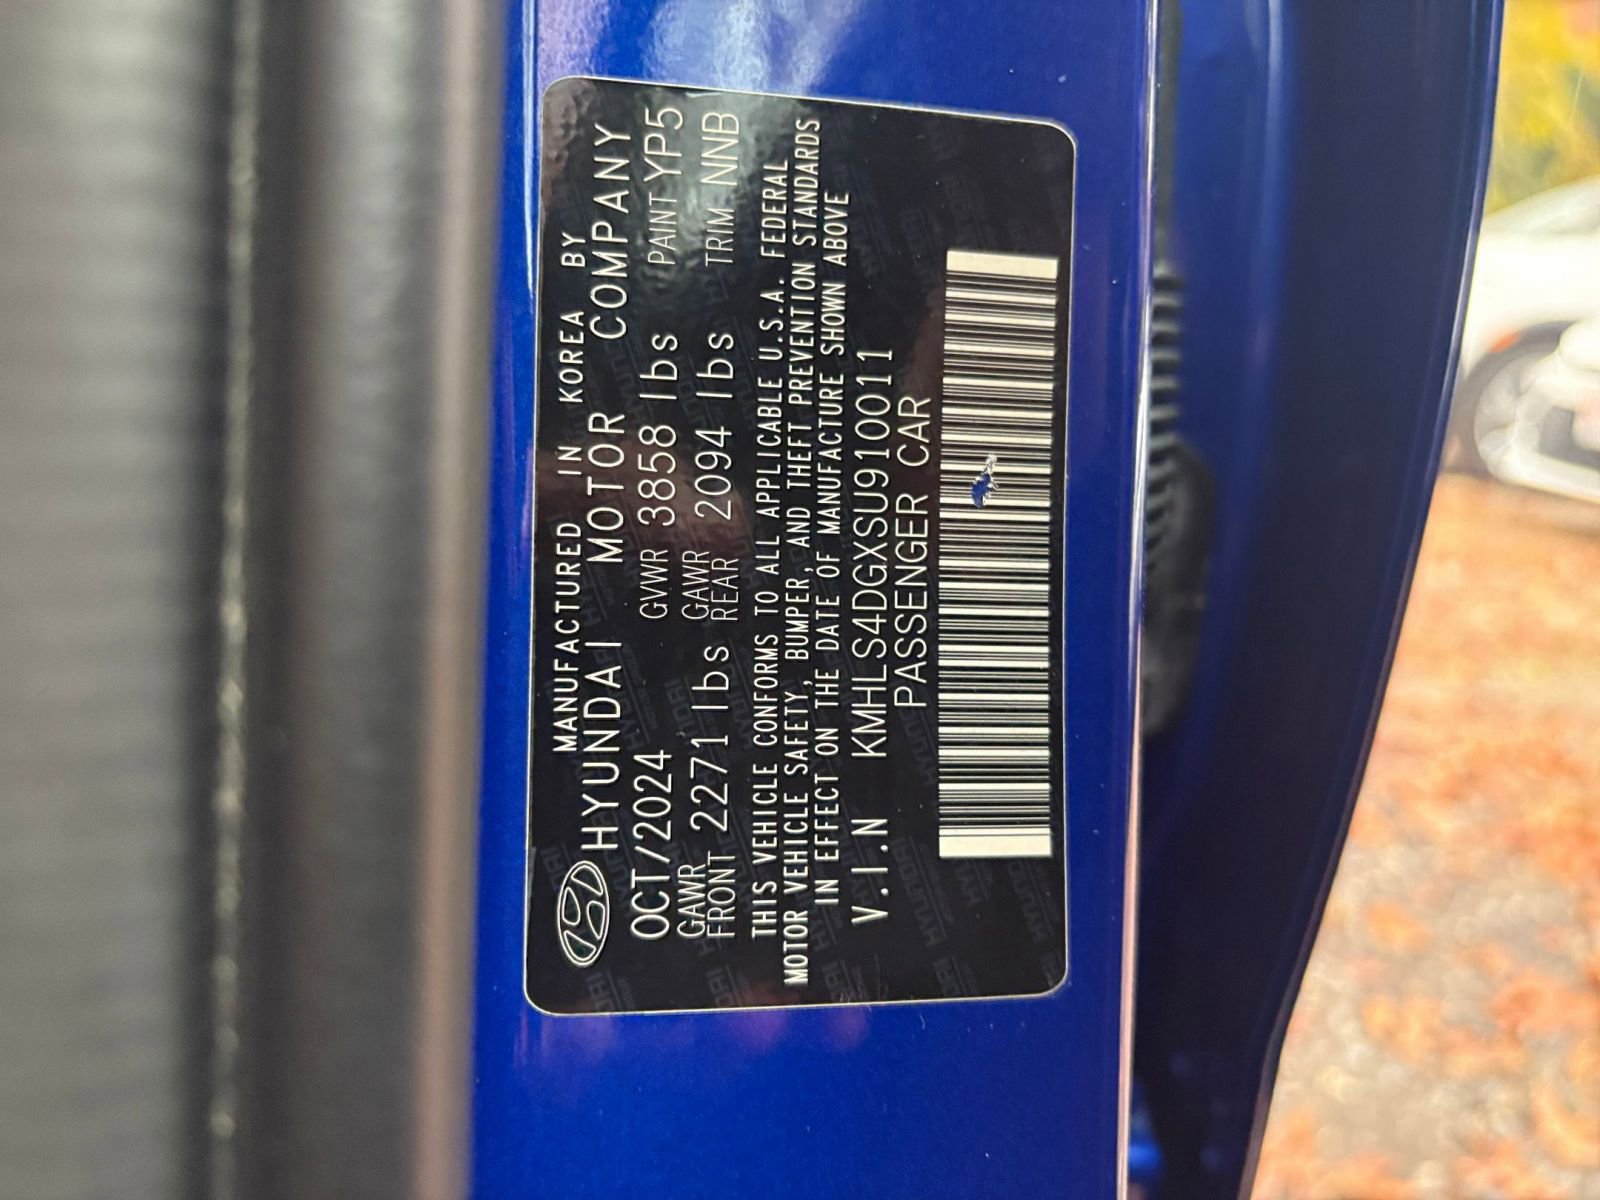 MANUFACTURED IN KOREA BY
HYUNDAI MOTOR COMPANY
OCT/2024 GVWR 3858 lbs PAINT YP5
GAWR FRONT 2271 lbs GAWR REAR 2094 lbs TRIM NNB
THIS VEHICLE CONFORMS TO ALL APPLICABLE U.S.A. FEDERAL
MOTOR VEHICLE SAFETY, BUMPER, AND THEFT PREVENTION STANDARDS
IN EFFECT ON THE DATE OF MANUFACTURE SHOWN ABOVE
V.I.N KMHLS4DGXSU910011
PASSENGER CAR